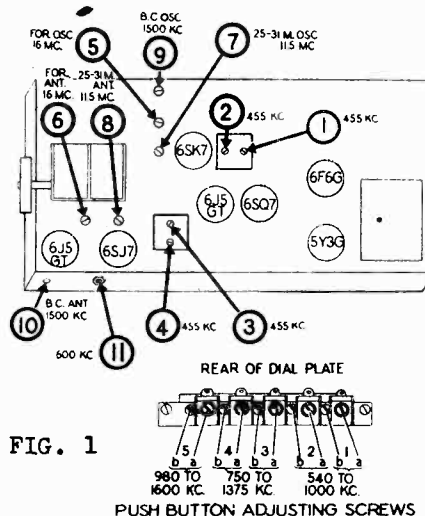 FOR. OSC
16 MC.
5
B.C OSC
1500 KC
9
7
25-31 M. OSC
11.5 MC
FOR.
ANT.
16 MC.
6
25-31 M.
ANT
11.5 MC
8
2
455 KC
1
455 KC
6SK7
6F6G
6J5
GT
6SQ7
6J5
GT
6SJ7
5Y3G
10
B.C. ANT
1500 KC
11
600 KC
4
455 KC
3
455 KC
REAR OF DIAL PLATE
FIG. 1
5 4 3 2 1
b a b a b a b a b a
980 TO
1600 KC.
750 TO
1375 KC.
540 TO
1000 KC.
PUSH BUTTON ADJUSTING SCREWS